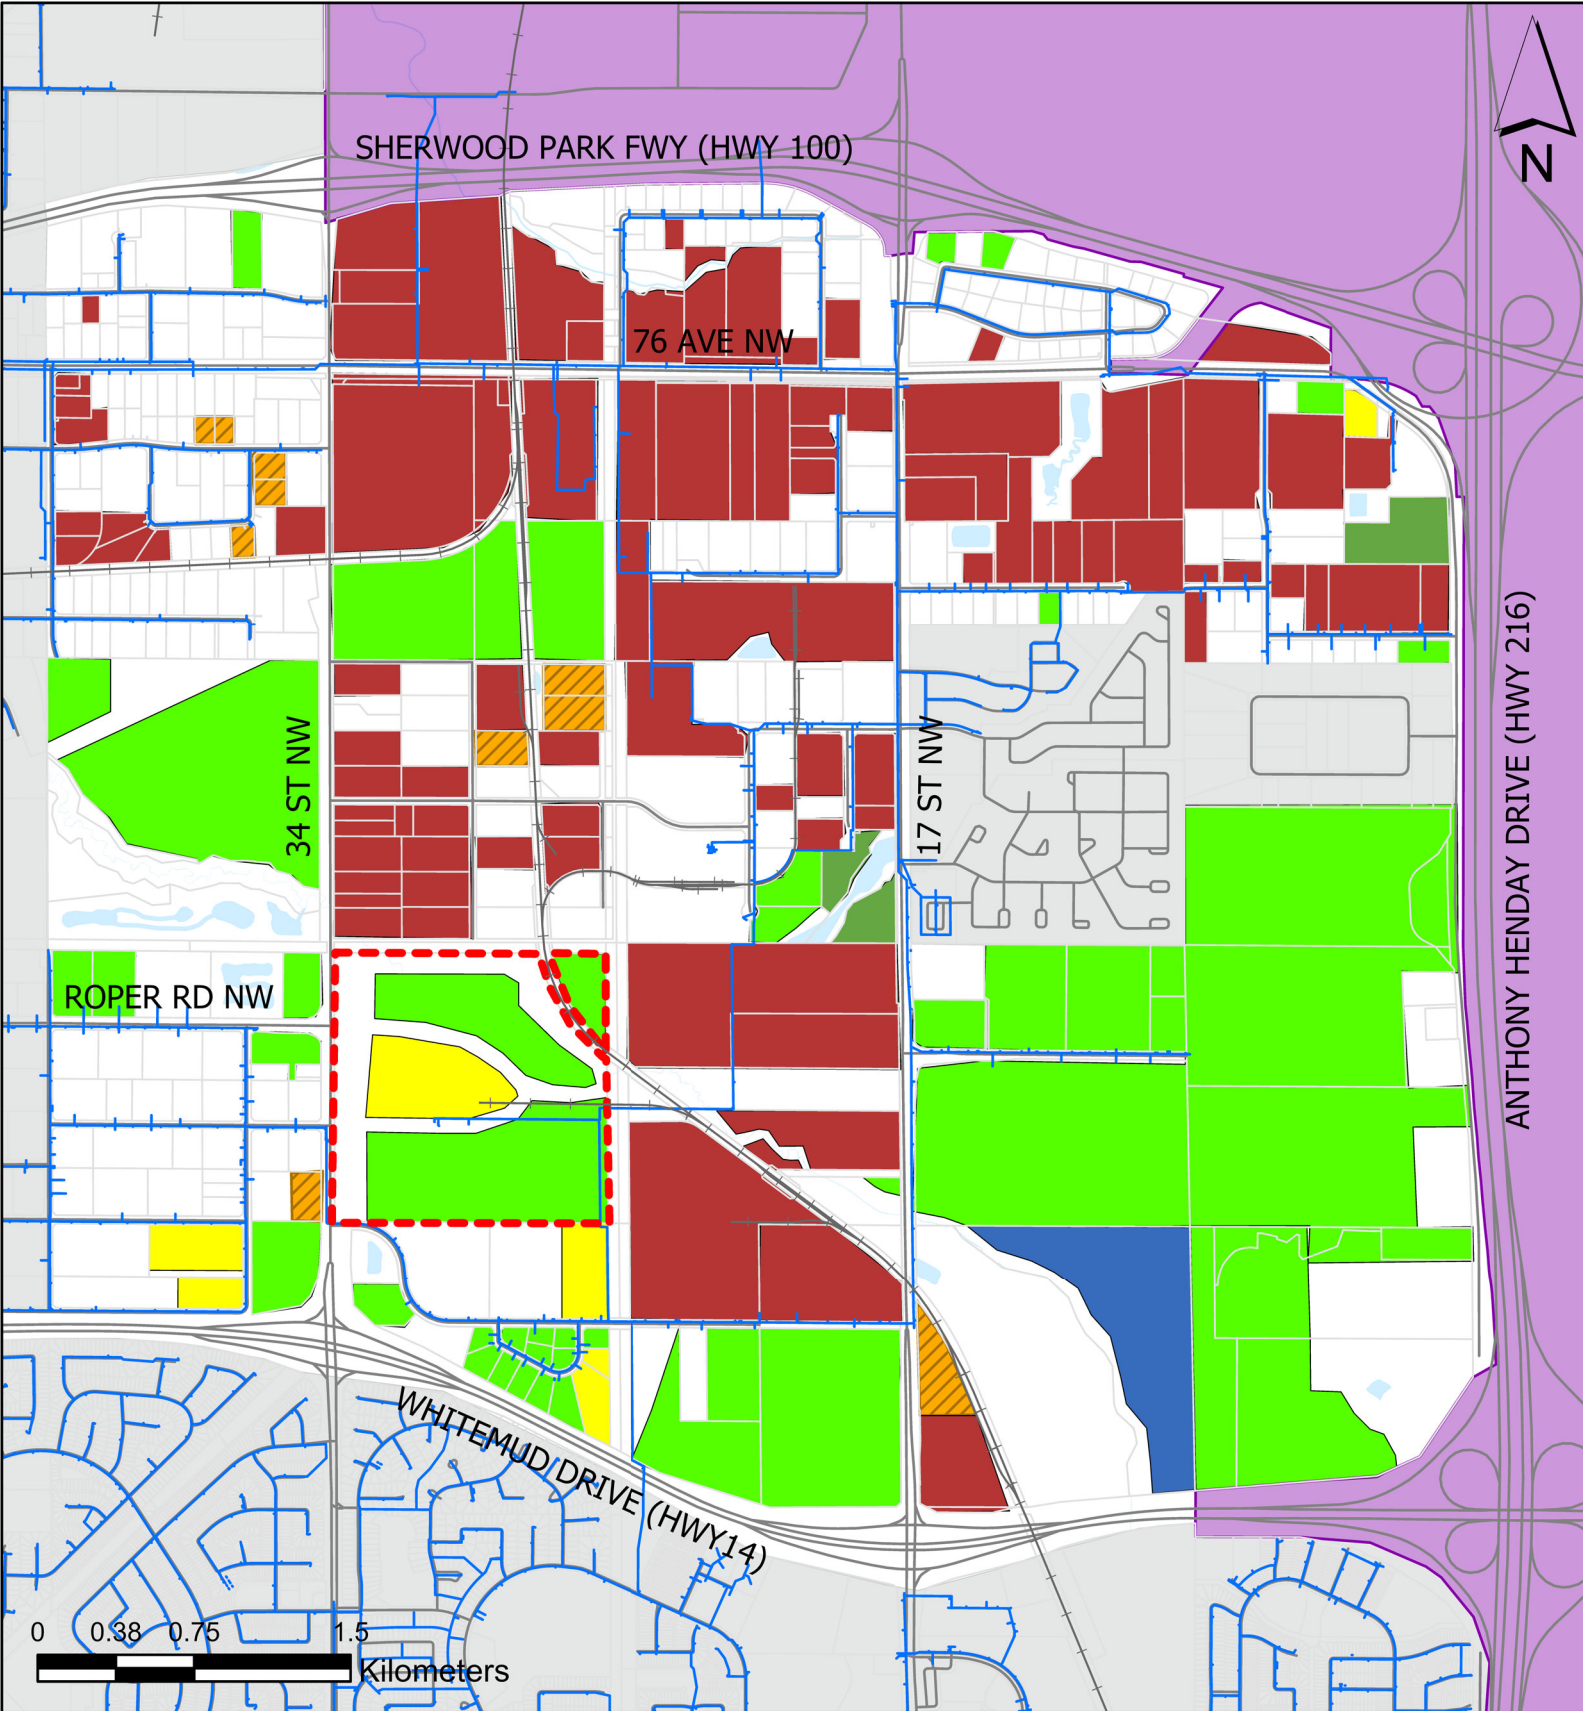 SHERWOOD PARK FWY (HWY 100)
N
76 AVE NW
34 ST NW
17 ST NW
ANTHONY HENDAY DRIVE (HWY 216)
ROPER RD NW
WHITEMUD DRIVE (HWY14)
0 0.38 0.75 1.5
Kilometers